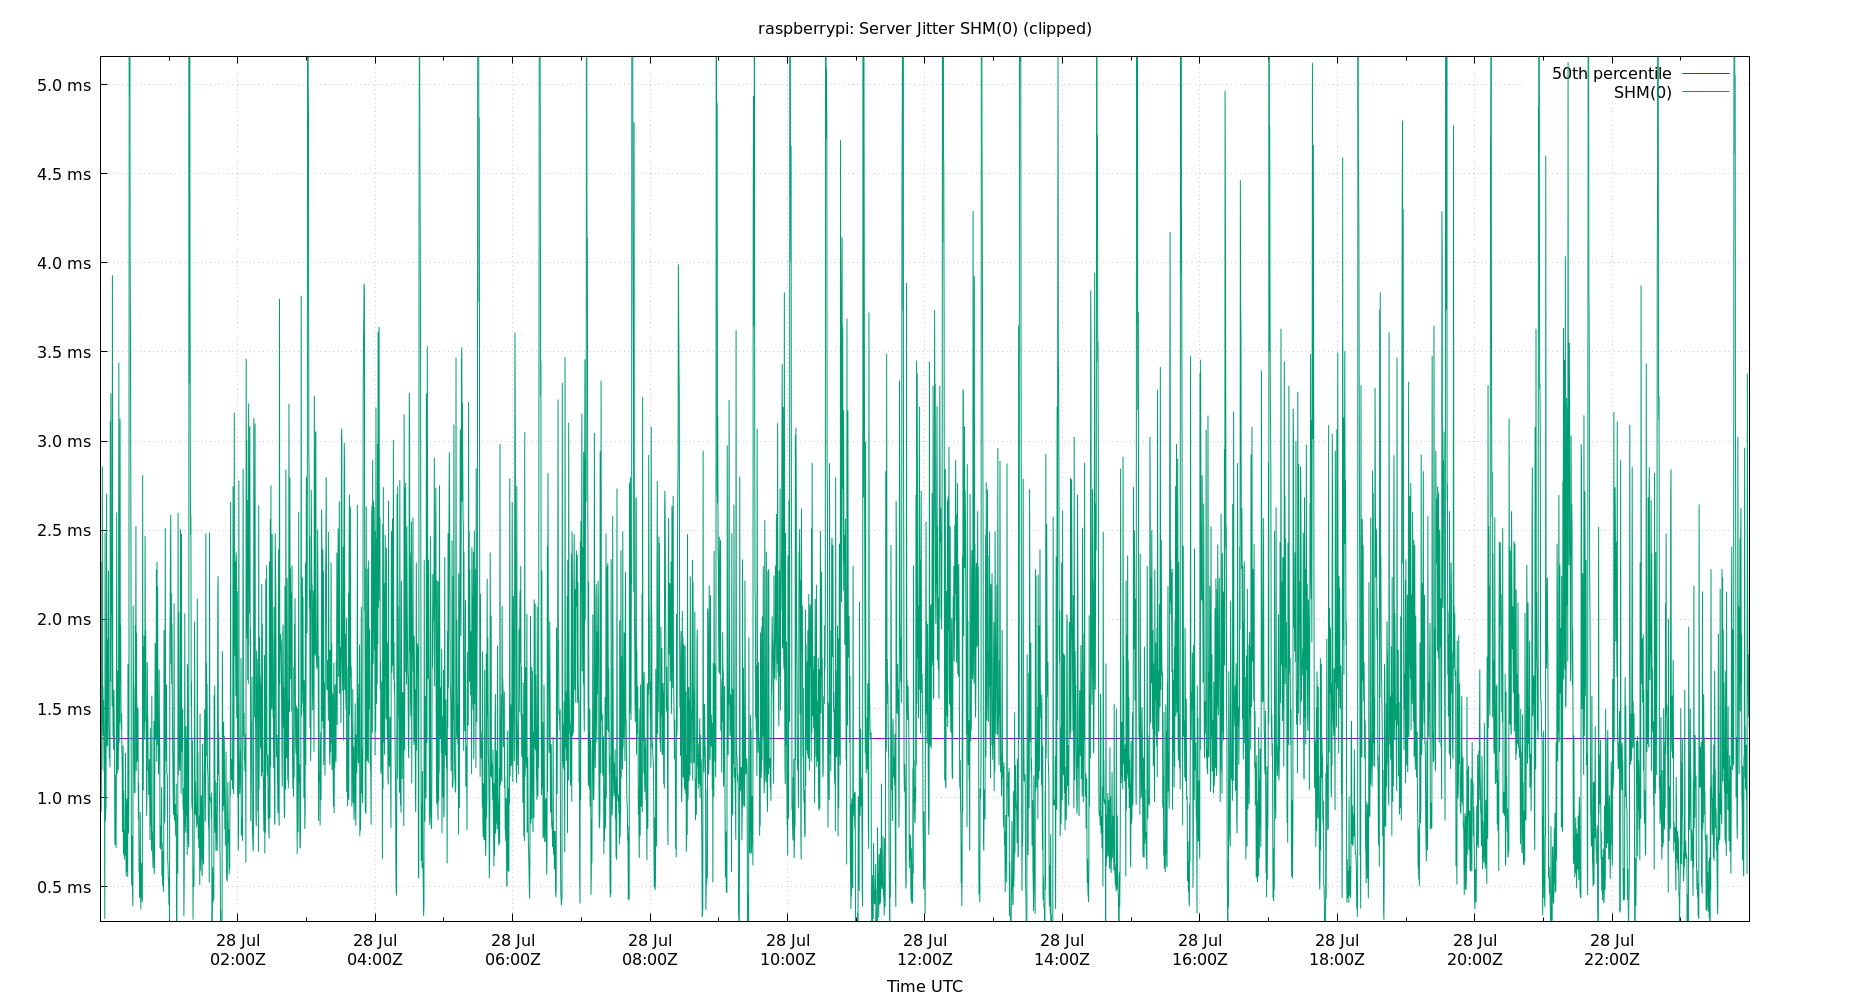 raspberrypi: Server Jitter SHM(0) (clipped)
50th percentile
SHM(0)
5.0 ms
4.5 ms
4.0 ms
3.5 ms
3.0 ms
2.5 ms
2.0 ms
1.5 ms
1.0 ms
0.5 ms
28 Jul 28 Jul 28 Jul 28 Jul 28 Jul 28 Jul 28 Jul 28 Jul 28 Jul 28 Jul 28 Jul
02:00Z 04:00Z 06:00Z 08:00Z 10:00Z 12:00Z 14:00Z 16:00Z 18:00Z 20:00Z 22:00Z
Time UTC